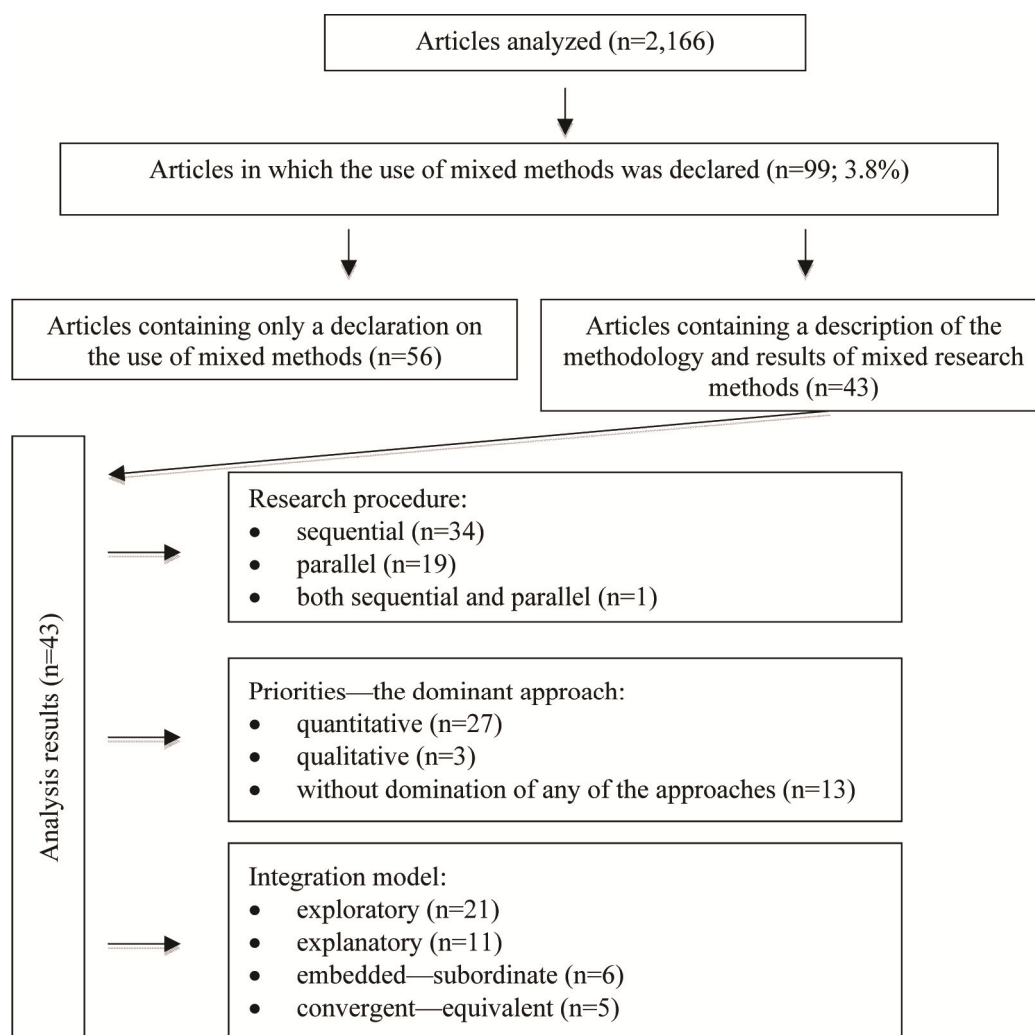 Articles analyzed (n=2,166)
Articles in which the use of mixed methods was declared (n=99; 3.8%)
Articles containing only a declaration on
the use of mixed methods (n=56)
Articles containing a description of the
methodology and results of mixed research
methods (n=43)
Analysis results (n=43)
Research procedure:
• sequential (n=34)
• parallel (n=19)
• both sequential and parallel (n=1)
Priorities—the dominant approach:
• quantitative (n=27)
• qualitative (n=3)
• without domination of any of the approaches (n=13)
Integration model:
• exploratory (n=21)
• explanatory (n=11)
• embedded—subordinate (n=6)
• convergent—equivalent (n=5)